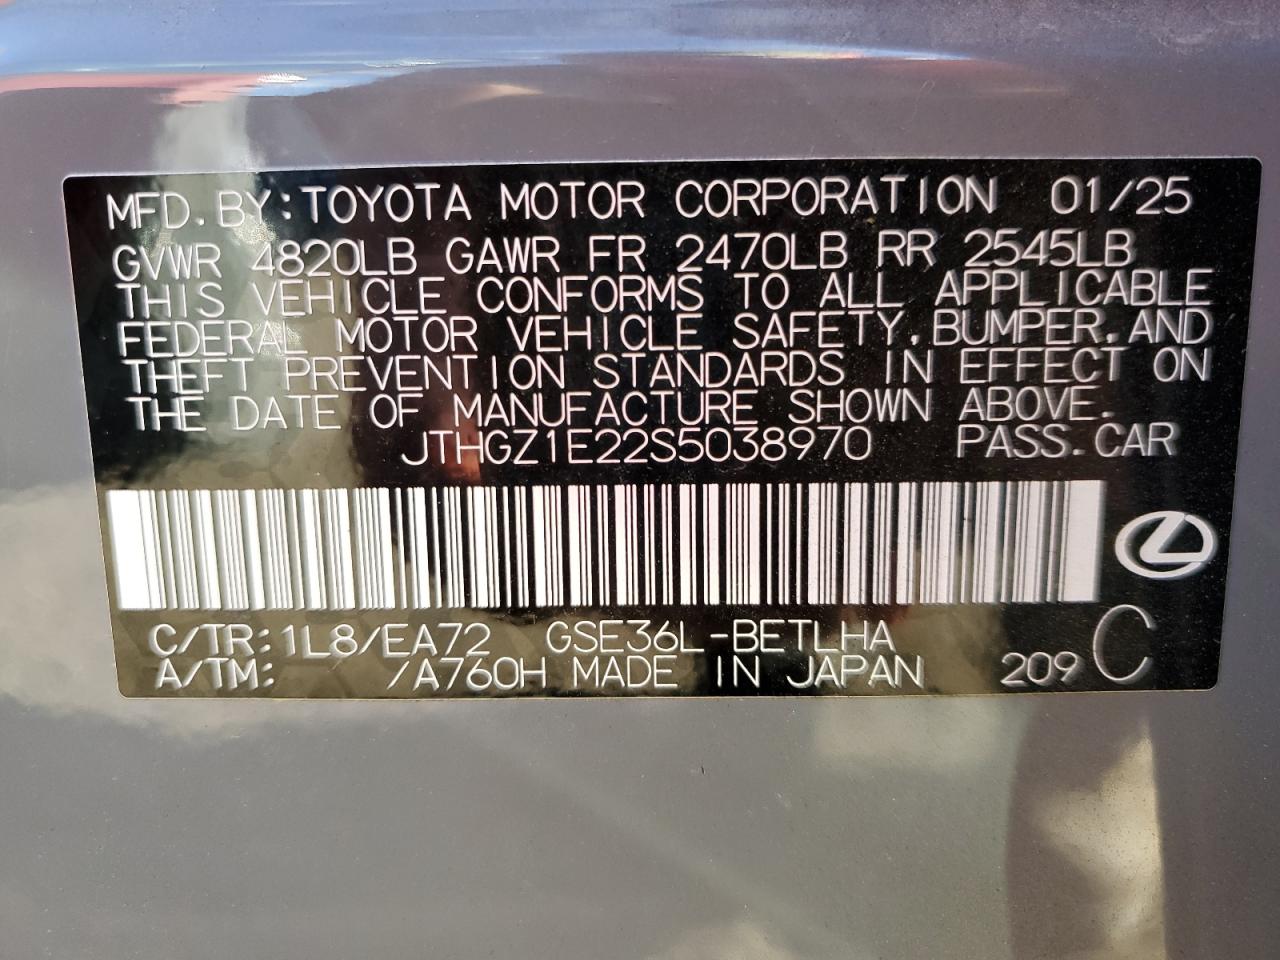 MFD. BY: TOYOTA MOTOR CORPORATION 01/25
GVWR 4820LB GAWR FR 2470LB RR 2545LB
THIS VEHICLE CONFORMS TO ALL APPLICABLE
FEDERAL MOTOR VEHICLE SAFETY, BUMPER, AND
THEFT PREVENTION STANDARDS IN EFFECT ON
THE DATE OF MANUFACTURE SHOWN ABOVE.
JTHGZ1E22S5038970 PASS. CAR
C/TR: 1L8/EA72 GSE36L-BETLHA
A/TM: /A760H MADE IN JAPAN 209 C